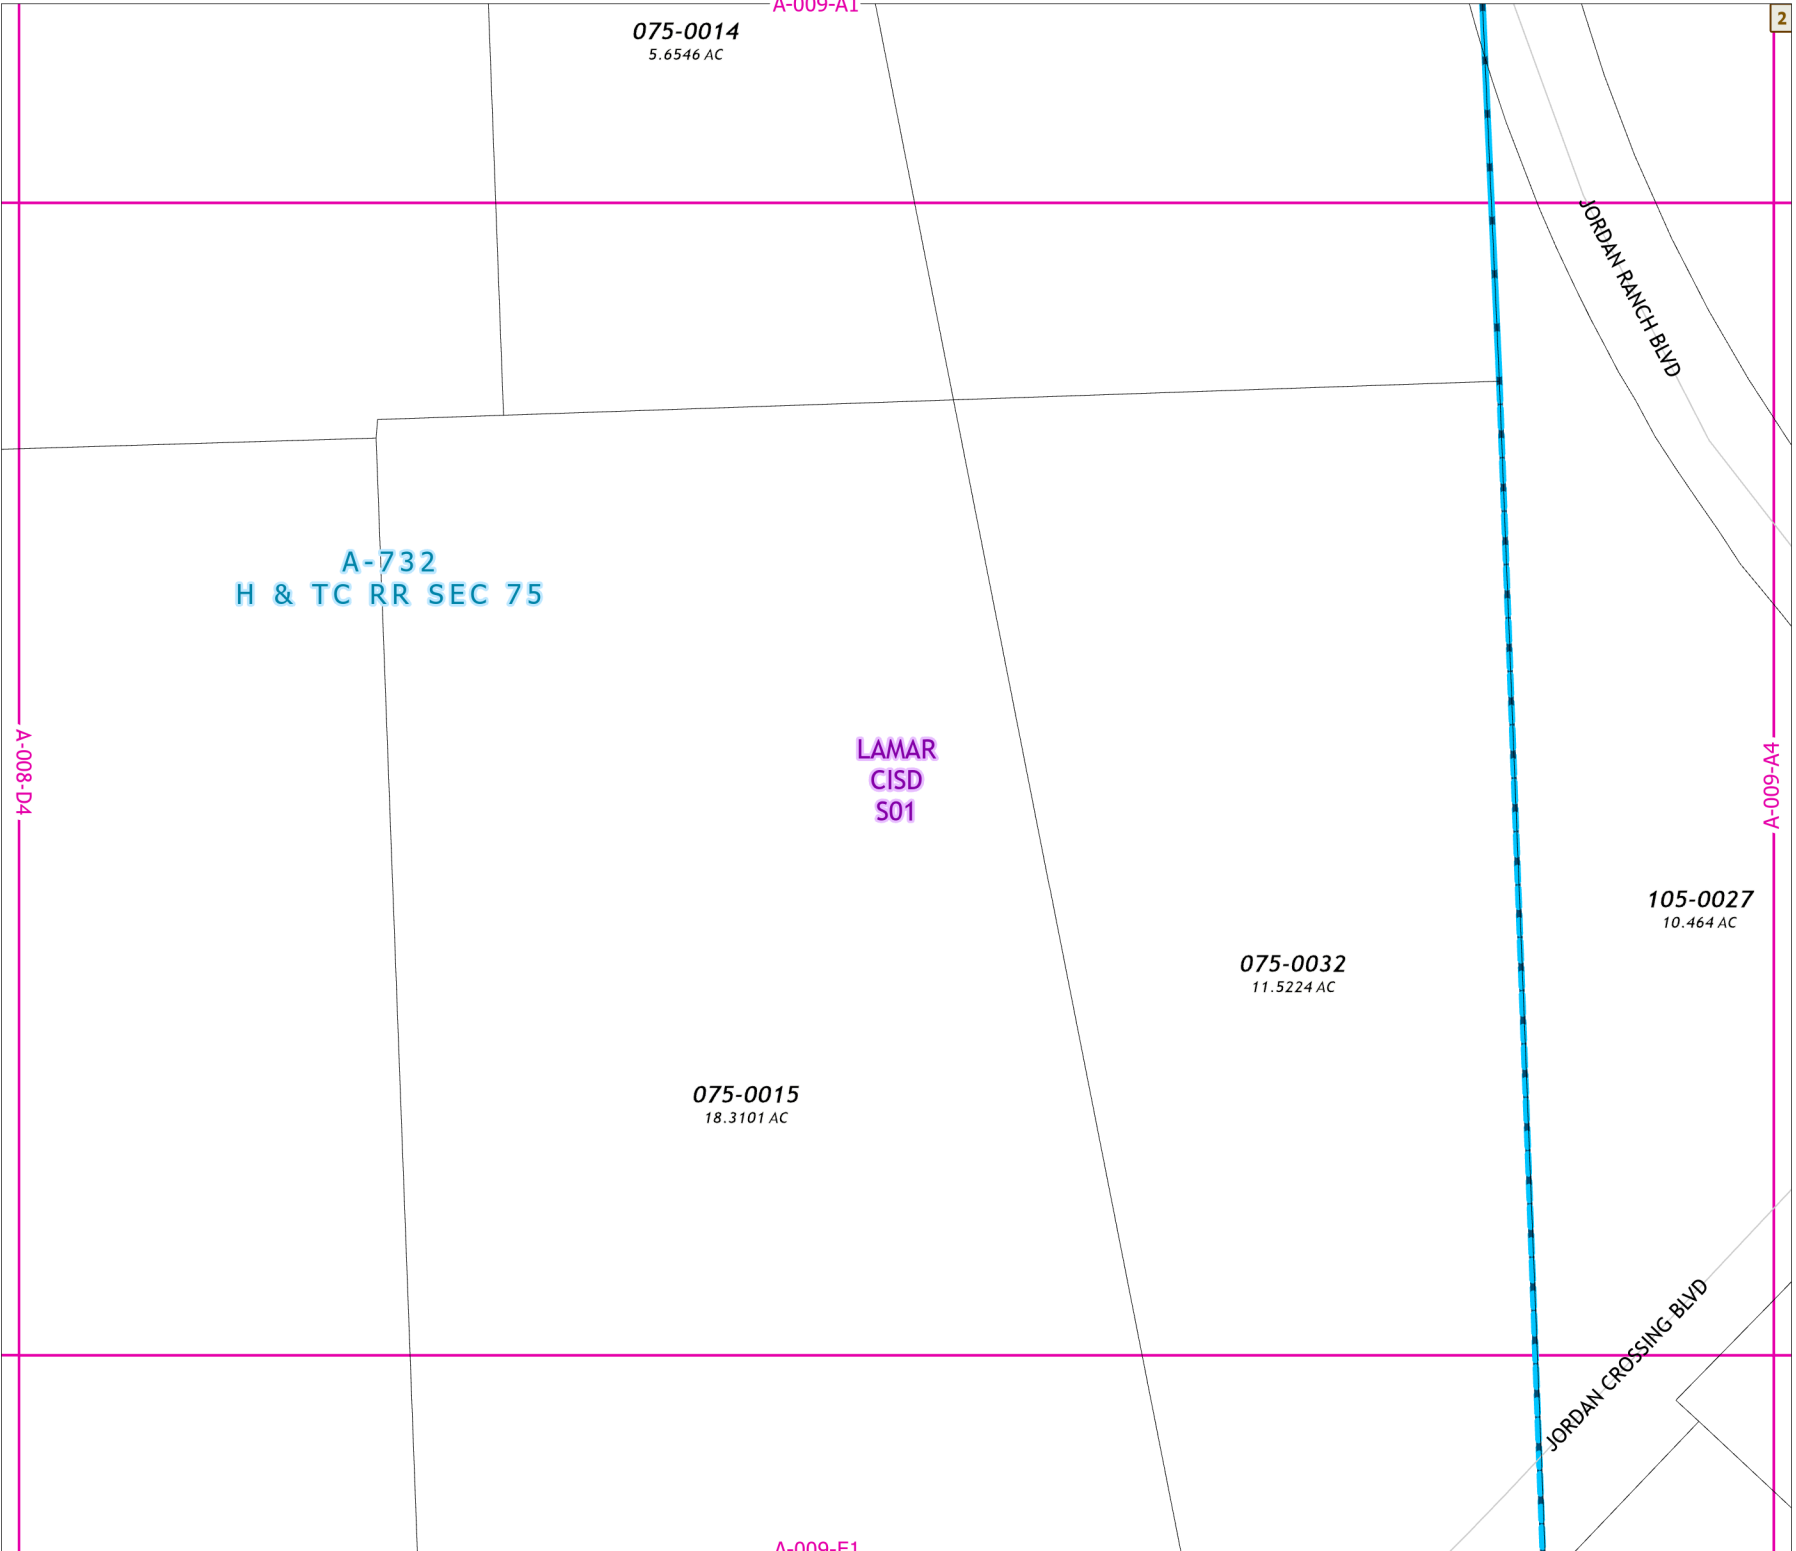 A-009-A1
2
075-0014
5.6546 AC
JORDAN RANCH BLVD
A-732
H & TC RR SEC 75
A-008-D4
LAMAR
CISD
S01
A-009-A4
105-0027
10.464 AC
075-0032
11.5224 AC
075-0015
18.3101 AC
JORDAN CROSSING BLVD
A-009-E1